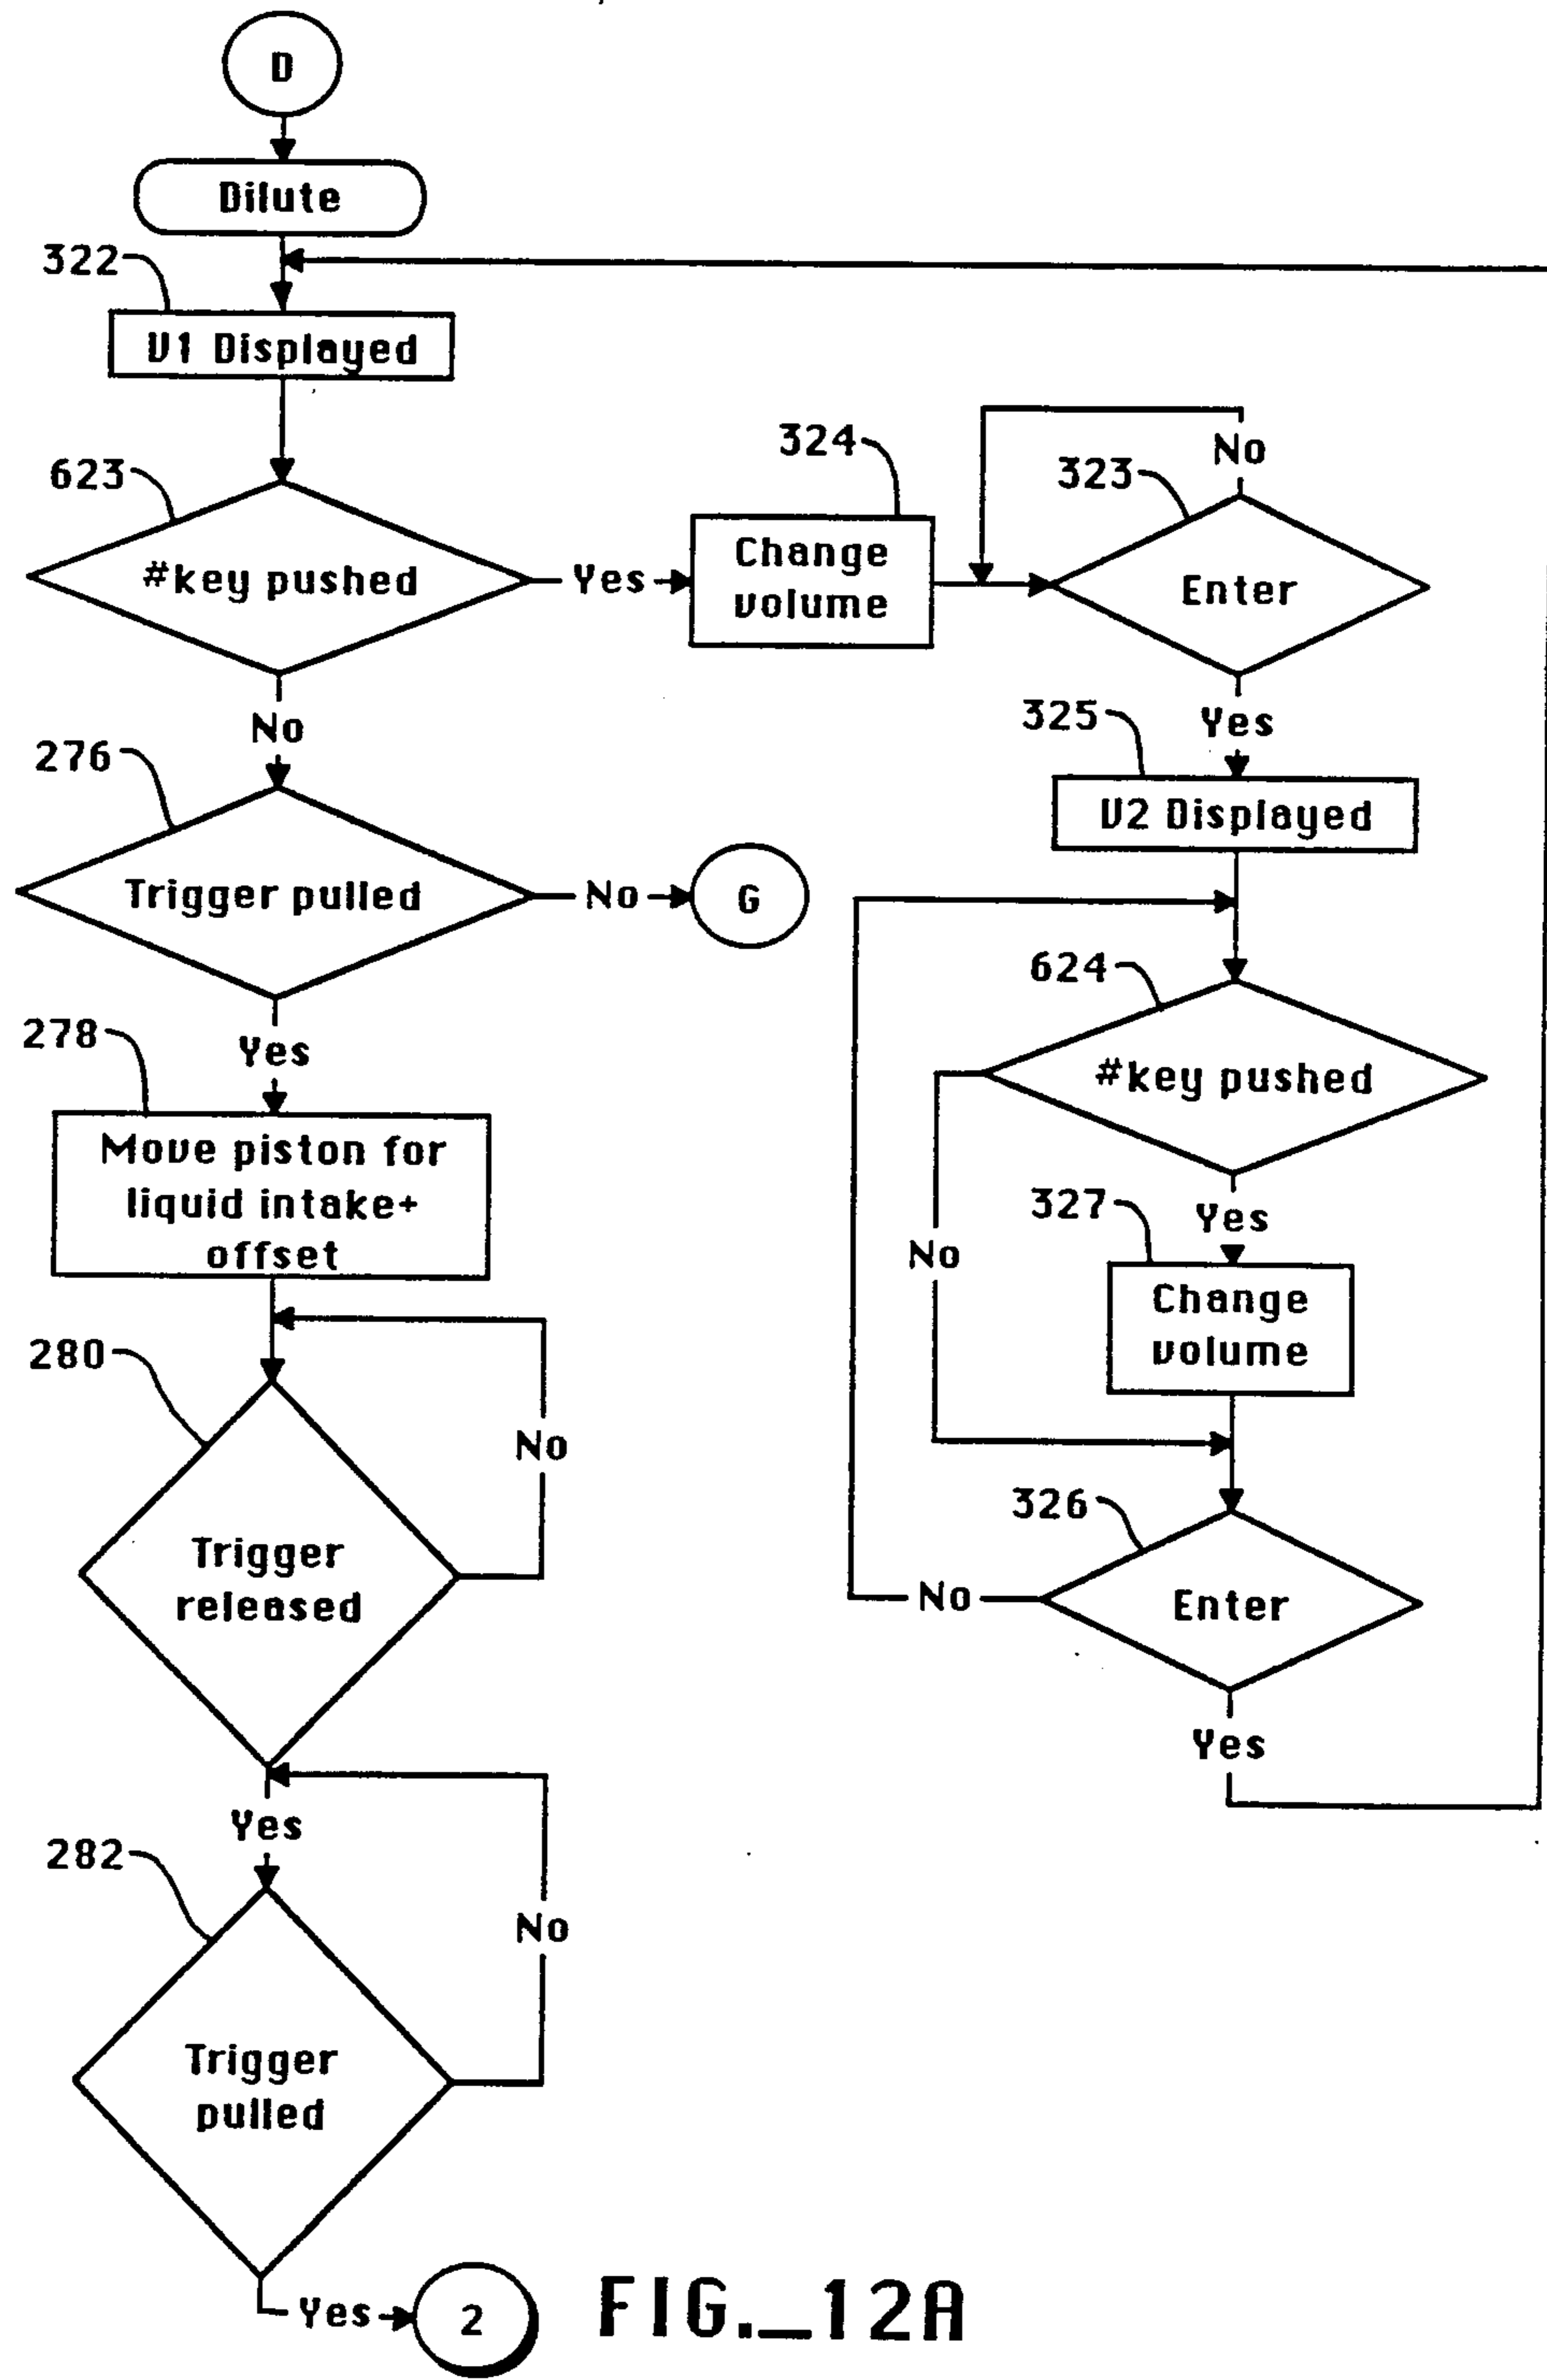 D
Dilute
322
V1 Displayed
623
#key pushed
Yes
324
Change
volume
323
No
Enter
No
Yes
276
325
V2 Displayed
Trigger pulled
No
G
624
#key pushed
278
Yes
Move piston for
liquid intake+
offset
327
Yes
No
Change
volume
280
No
Trigger
released
326
No
Enter
Yes
Yes
282
No
Trigger
pulled
Yes
2
FIG._12A